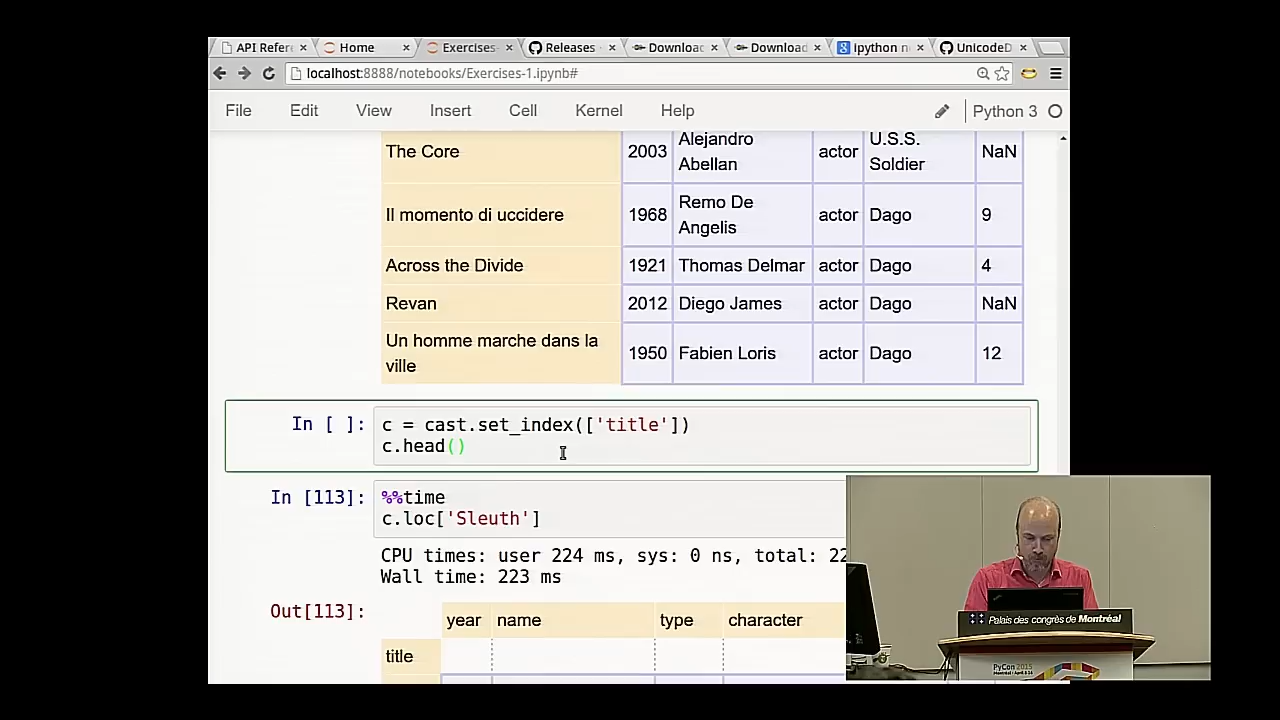 API Refer
Home
Exercises-
Releases -
Downloac
Download
ipython n
UnicodeD
localhost:8888/notebooks/Exercises-1.ipynb#
File Edit View Insert Cell Kernel Help Python 3
The Core 2003 Alejandro Abellan actor U.S.S. Soldier NaN
Il momento di uccidere 1968 Remo De Angelis actor Dago 9
Across the Divide 1921 Thomas Delmar actor Dago 4
Revan 2012 Diego James actor Dago NaN
Un homme marche dans la ville 1950 Fabien Loris actor Dago 12
In [ ]: c = cast.set_index(['title'])
c.head()
In [113]: %%time
c.loc['Sleuth']
CPU times: user 224 ms, sys: 0 ns, total: 22
Wall time: 223 ms
Out[113]:
year name type character
title
Palais des congrès de Montréal
PyCon 2015